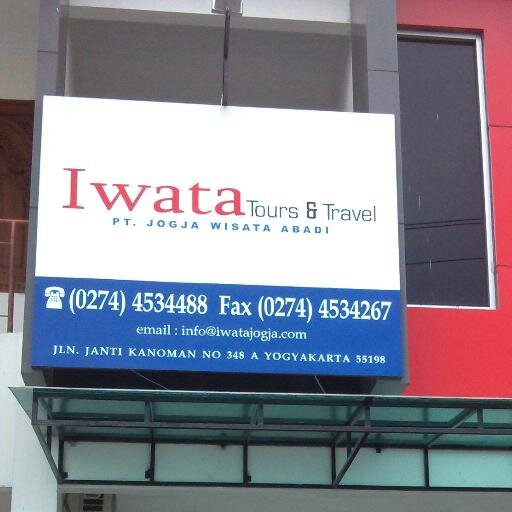 Iwata Tours & Travel
PT. JOGJA WISATA ABADI
☎ (0274) 4534488 Fax (0274) 4534267
email : info@iwatajogja.com
JLN. JANTI KANOMAN NO 348 A YOGYAKARTA 55198